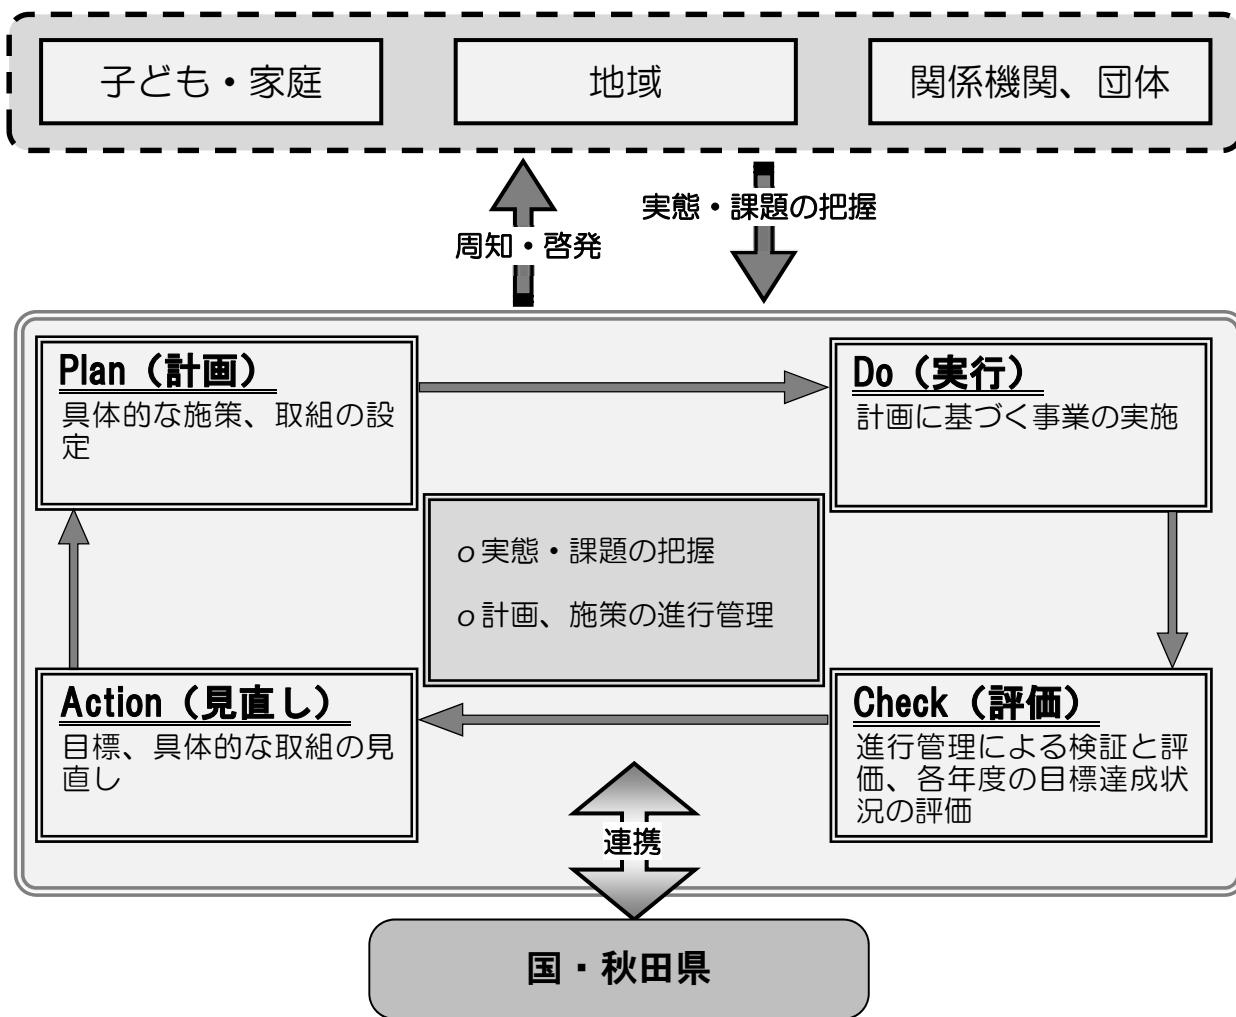 子ども・家庭
地域
関係機関、団体
実態・課題の把握
周知・啓発
Plan（計画）
具体的な施策、取組の設
定
Do（実行）
計画に基づく事業の実施
o 実態・課題の把握
o 計画、施策の進行管理
Action（見直し）
目標、具体的な取組の見
直し
Check（評価）
進行管理による検証と評
価、各年度の目標達成状
況の評価
連携
国・秋田県